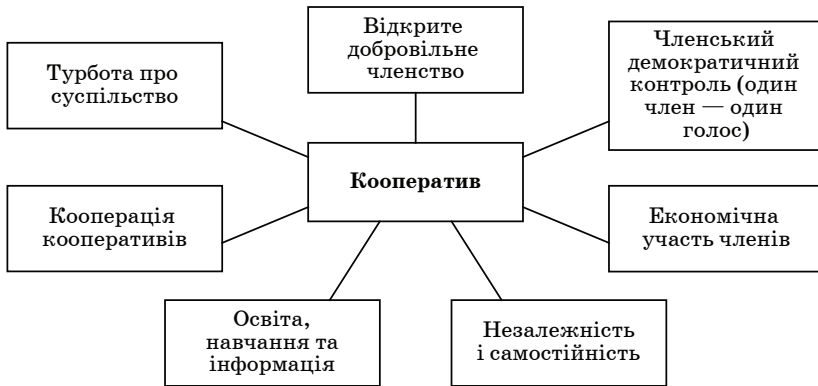 Відкрите
добровільне
членство
Членський
демократичний
контроль (один
член — один
голос)
Турбота про
суспільство
Кооператив
Кооперація
кооперативів
Економічна
участь членів
Освіта,
навчання та
інформація
Незалежність
і самостійність